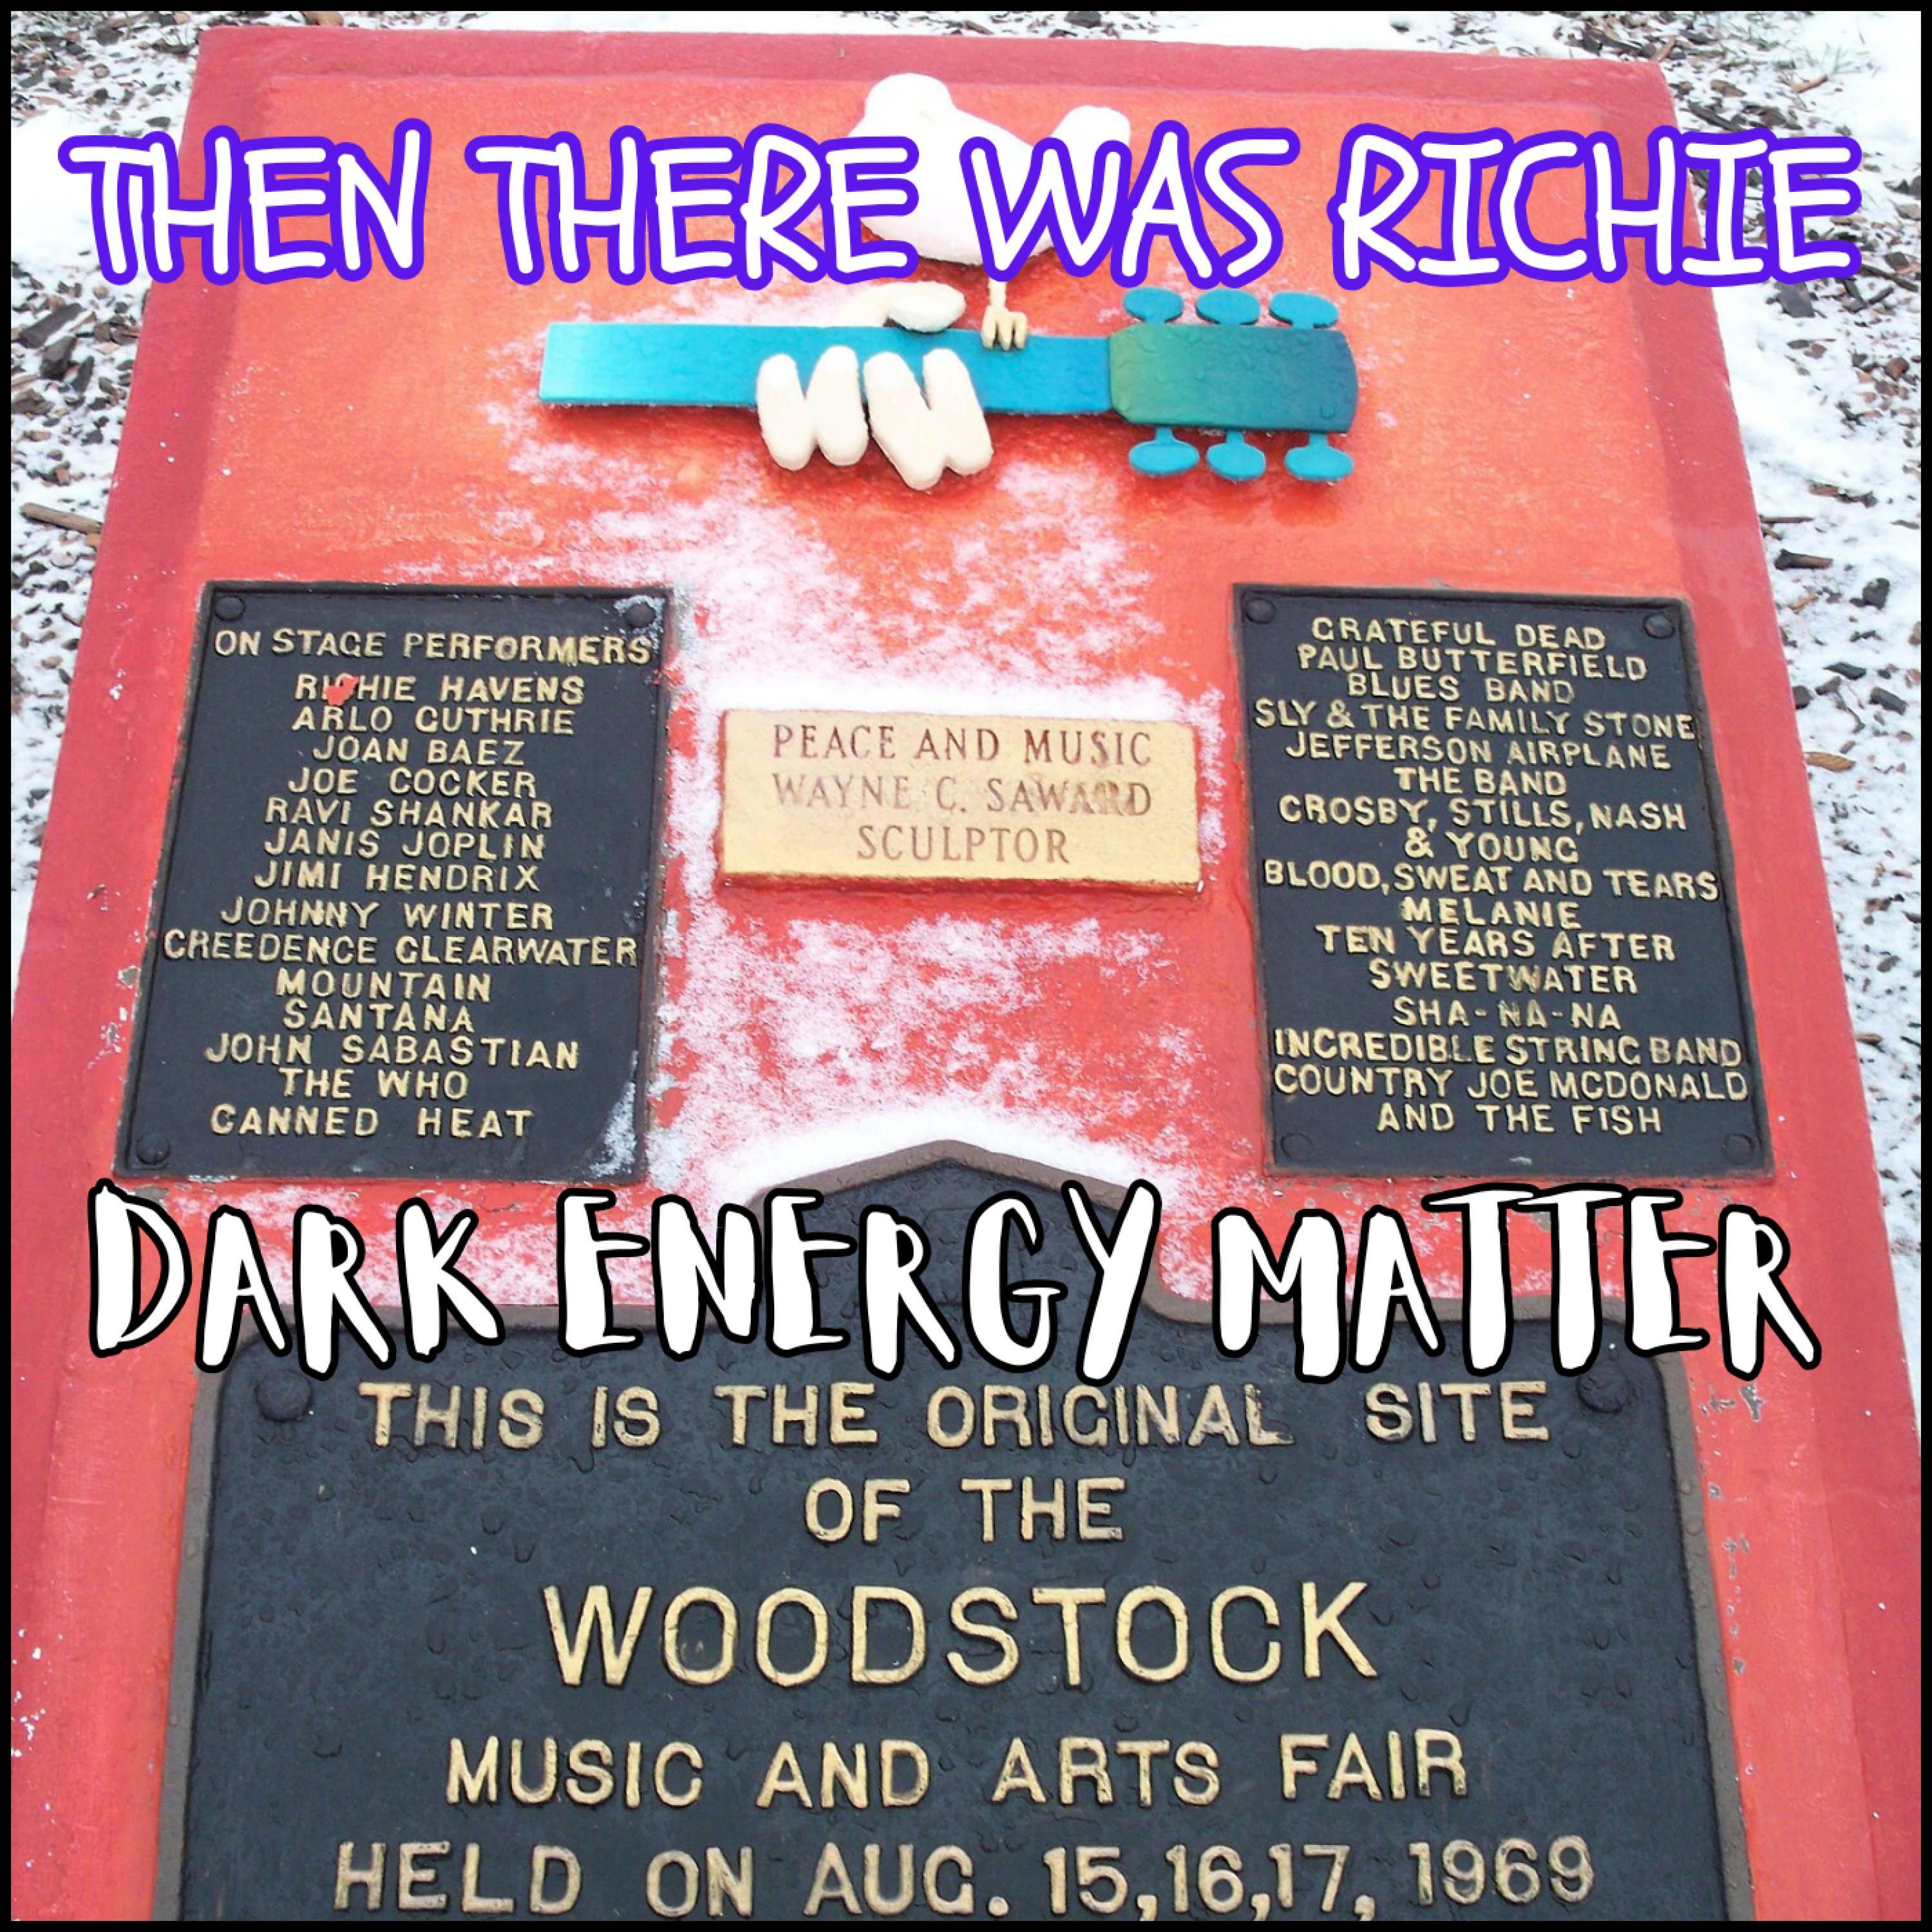 THEN THERE WAS RICHIE
ON STAGE PERFORMERS
RICHIE HAVENS
ARLO GUTHRIE
JOAN BAEZ
JOE COCKER
RAVI SHANKAR
JANIS JOPLIN
JIMI HENDRIX
JOHNNY WINTER
CREEDENCE CLEARWATER
MOUNTAIN
SANTANA
JOHN SABASTIAN
THE WHO
CANNED HEAT
PEACE AND MUSIC
WAYNE C. SAWARD
SCULPTOR
GRATEFUL DEAD
PAUL BUTTERFIELD
BLUES BAND
SLY & THE FAMILY STONE
JEFFERSON AIRPLANE
THE BAND
CROSBY, STILLS, NASH
& YOUNG
BLOOD, SWEAT AND TEARS
MELANIE
TEN YEARS AFTER
SWEETWATER
SHA-NA-NA
INCREDIBLE STRING BAND
COUNTRY JOE MCDONALD
AND THE FISH
DARK ENERGY MATTER
THIS IS THE ORIGINAL SITE
OF THE
WOODSTOCK
MUSIC AND ARTS FAIR
HELD ON AUG. 15,16,17, 1969